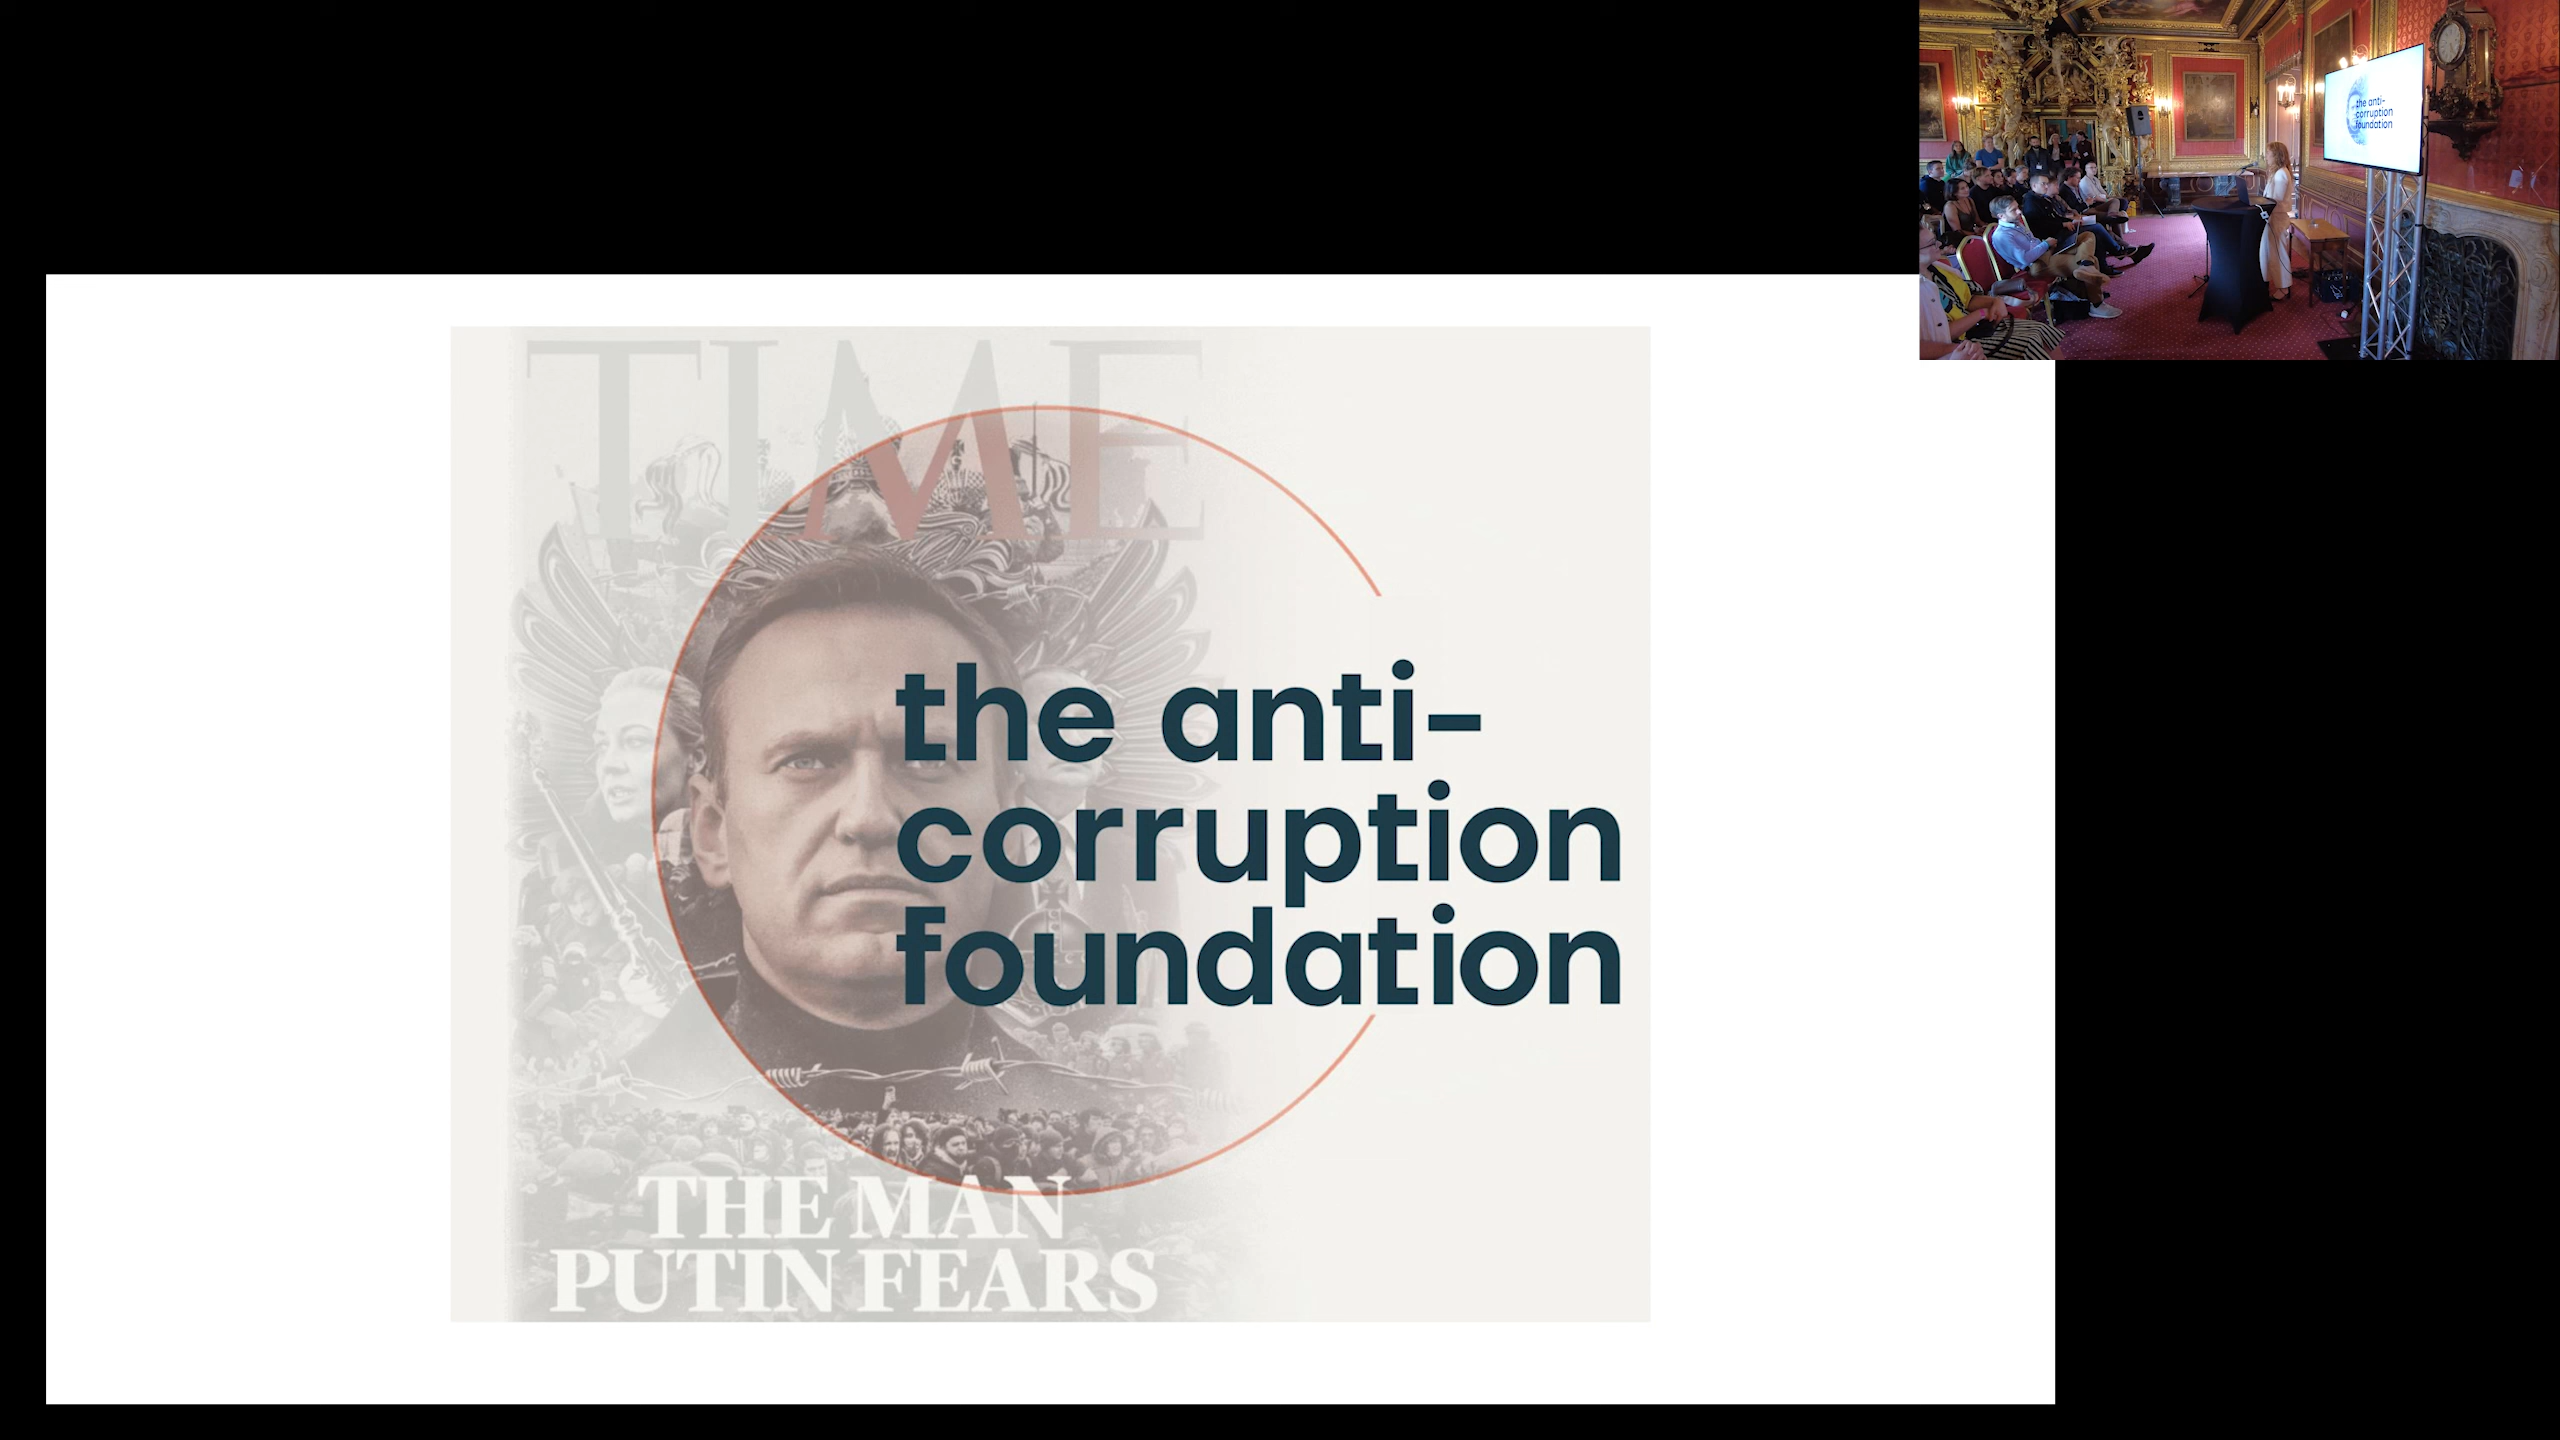 TIME
the anti-
corruption
foundation
THE MAN
PUTIN FEARS
the anti-
corruption
foundation